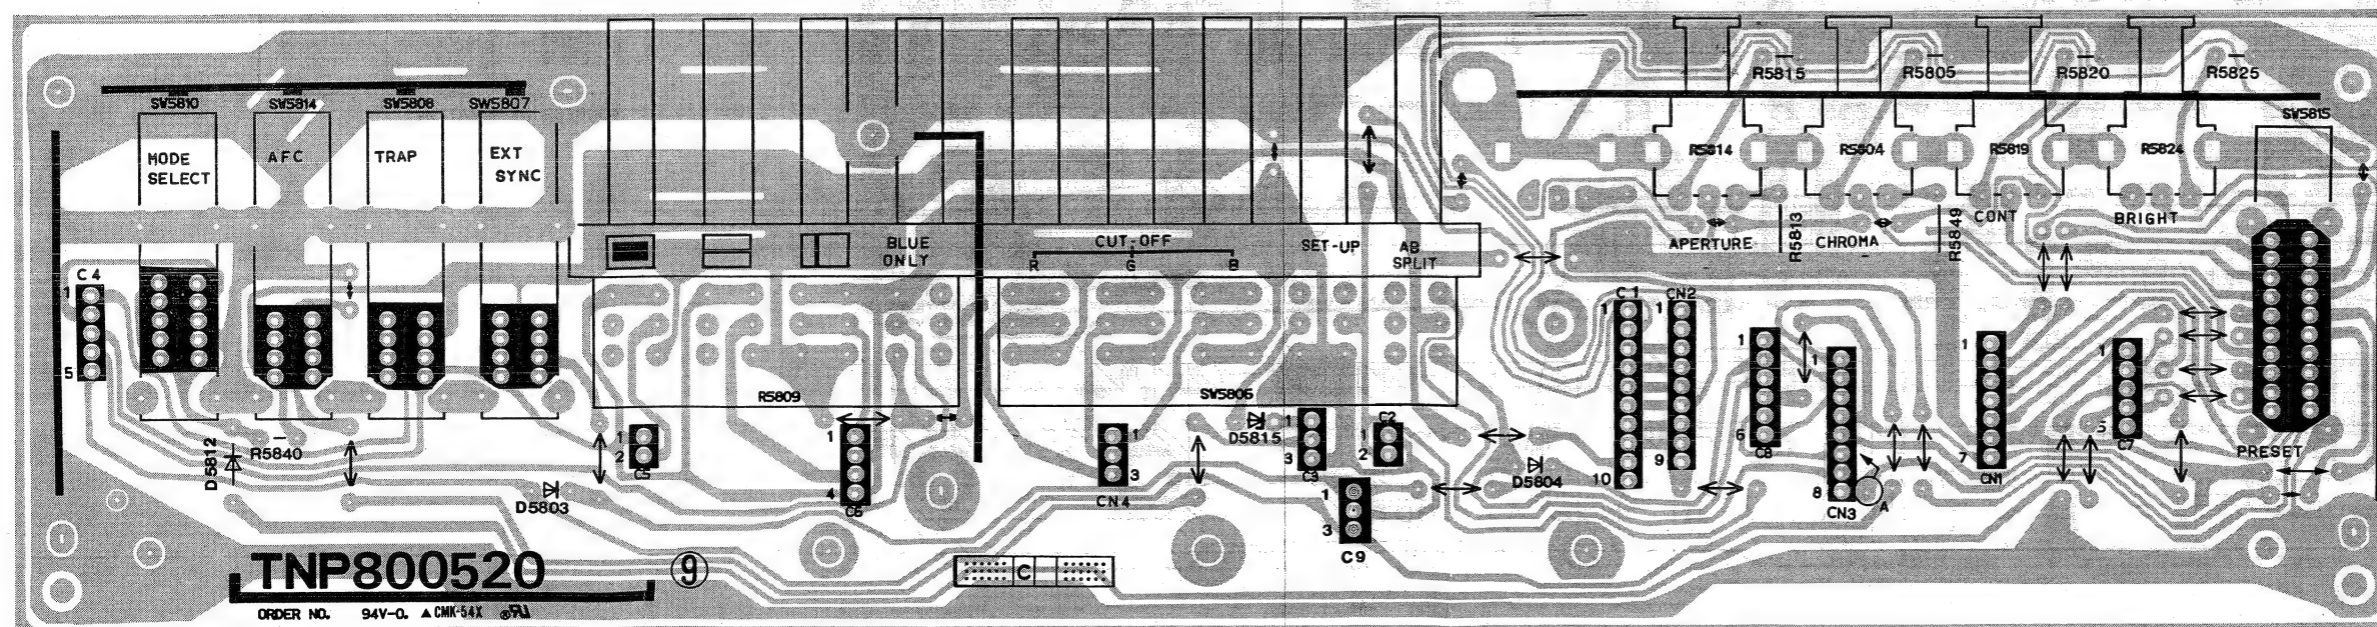 R5815
R5805
R5820
R5825
SW5810
SW5814
SW5808
SW5807
SW5815
MODE
SELECT
AFC
TRAP
EXT
SYNC
R5814
R5804
R5819
R5824
APERTURE
R5813
CHROMA
R5849
CONT
BRIGHT
BLUE
ONLY
CUT-OFF
R
G
B
SET-UP
AB
SPLIT
C4
1
5
C1
1
10
CN2
1
9
1
6
C8
1
8
CN3
A
1
7
CN1
1
5
C7
PRESET
R5809
SW5806
D5812
R5840
D5803
1
2
C5
1
4
C6
1
3
CN4
D5815
1
3
C3
C2
1
2
D5804
1
3
C9
TNP800520
9
C
ORDER NO. 94V-0. ▲CMK-54X